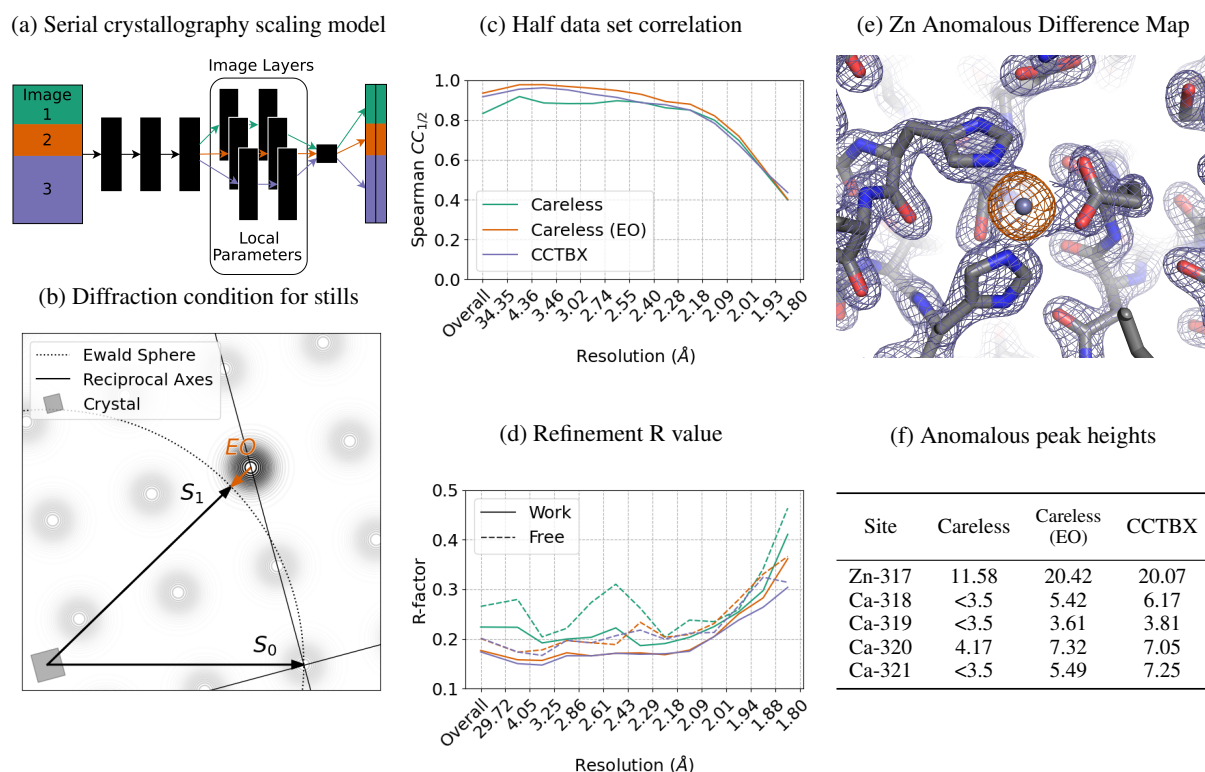 (a) Serial crystallography scaling model
Image
1
2
3
Image Layers
Local
Parameters
(b) Diffraction condition for stills
Ewald Sphere
Reciprocal Axes
Crystal
EO
S1
S0
(c) Half data set correlation
Spearman CC1/2
1.0
0.8
0.6
0.4
0.2
0.0
Careless
Careless (EO)
CCTBX
Overall
34.35
4.36
3.46
3.02
2.74
2.55
2.40
2.28
2.18
2.09
2.01
1.93
1.80
Resolution (Å)
(d) Refinement R value
R-factor
0.5
0.4
0.3
0.2
0.1
Work
Free
Overall
29.72
4.05
3.25
2.86
2.61
2.43
2.29
2.18
2.09
2.01
1.94
1.88
1.80
Resolution (Å)
(e) Zn Anomalous Difference Map
(f) Anomalous peak heights
Site Careless Careless (EO) CCTBX
Zn-317 11.58 20.42 20.07
Ca-318 <3.5 5.42 6.17
Ca-319 <3.5 3.61 3.81
Ca-320 4.17 7.32 7.05
Ca-321 <3.5 5.49 7.25